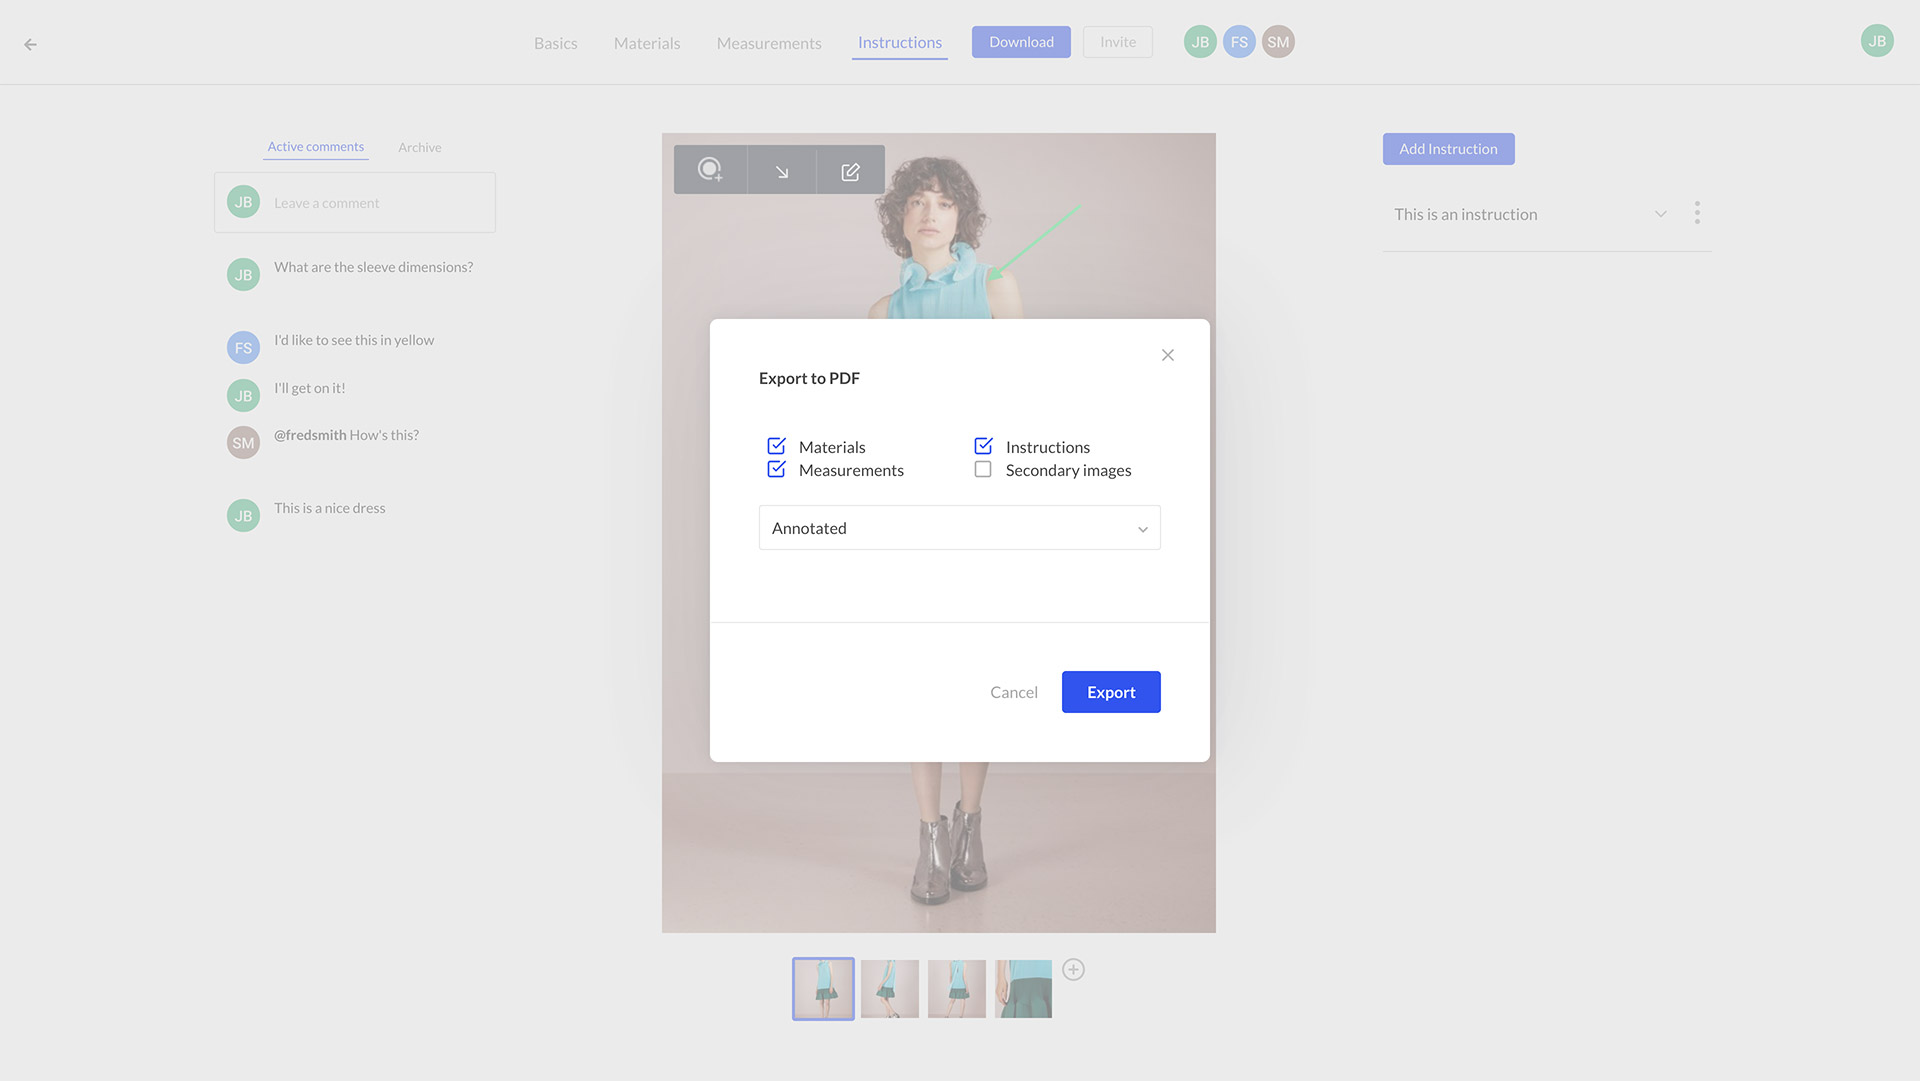 Basics Materials Measurements Instructions Download Invite JB FS SM JB
Active comments Archive
JB Leave a comment
JB What are the sleeve dimensions?
FS I'd like to see this in yellow
JB I'll get on it!
SM @fredsmith How's this?
JB This is a nice dress
Export to PDF
Materials Instructions
Measurements Secondary images
Annotated
Cancel Export
Add Instruction
This is an instruction